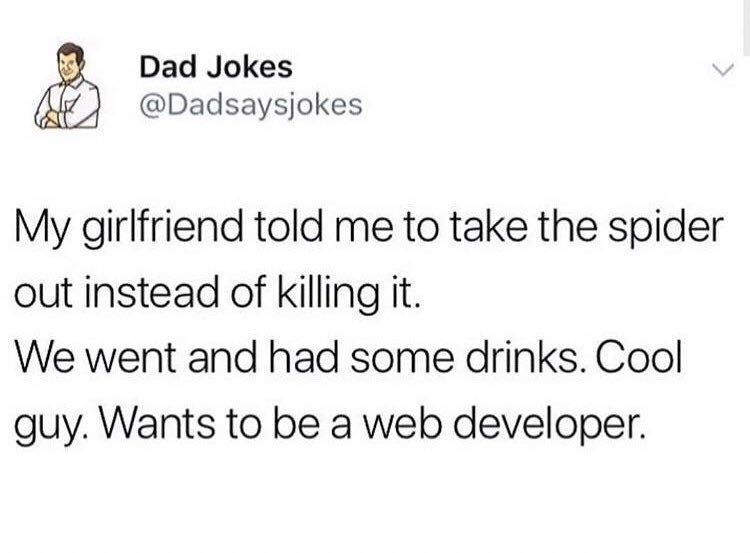 Dad Jokes
@Dadsaysjokes
My girlfriend told me to take the spider
out instead of killing it.
We went and had some drinks. Cool
guy. Wants to be a web developer.